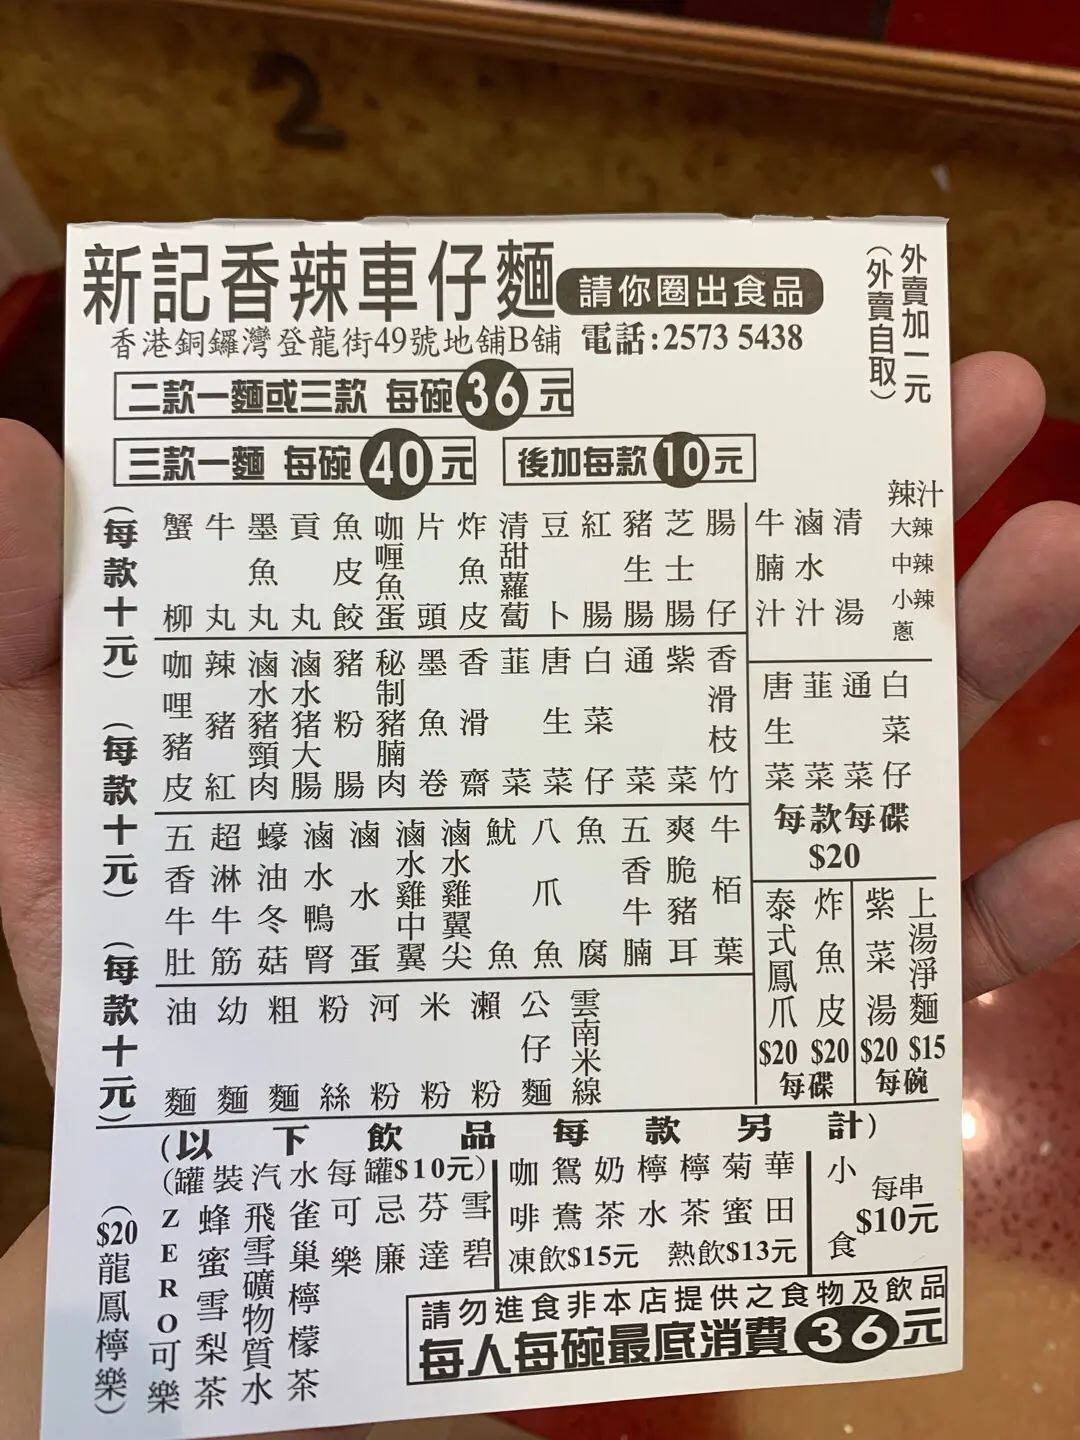 2
新記香辣車仔麵
請你圈出食品
香港銅鑼灣登龍街49號地舖B舖 電話:2573 5438
外賣加一元
（外賣自取）
二款一麵或三款 每碗36元
三款一麵 每碗40元
後加每款10元
（每款十元）
蟹柳
牛丸
墨魚丸
貢丸
魚皮餃
咖喱魚蛋
片頭
炸魚皮
清甜蘿蔔
豆卜
紅腸
豬生腸
芝士腸
腸仔
牛腩汁
滷水汁
清湯
辣汁
大辣
中辣
小辣
蔥
（每款十元）
咖哩豬皮
辣豬紅
滷水豬頸肉
滷水猪大腸
豬粉腸
秘制豬腩肉
墨魚卷
香滑齋
韮菜
唐生菜
白菜仔
通菜
紫菜
香滑枝竹
唐生菜
韮菜
通菜
白菜仔
每款每碟
$20
（每款十元）
五香牛肚
超淋牛筋
蠔油冬菇
滷水鴨腎
滷水蛋
滷水雞中翼
滷水雞翼尖
魷魚
八爪魚
魚腐
五香牛腩
爽脆豬耳
牛栢葉
油麵
幼麵
粗麵
粉絲
河粉
米粉
瀨粉
公仔麵
雲南米線
泰式鳳爪
炸魚皮
紫菜湯
上湯淨麵
$20 $20 $20 $15
每碟 每碗
（以下飲品每款另計）
（罐裝汽水每罐$10元）
（$20龍鳳檸樂）
ZERO可樂
蜂蜜雪梨茶
飛雪礦物質水
雀巢檸檬茶
可樂
忌廉
芬達
雪碧
咖啡
鴛鴦
奶茶
檸水
檸茶
菊蜜
華田
凍飲$15元 熱飲$13元
小食
每串
$10元
請勿進食非本店提供之食物及飲品
每人每碗最底消費36元